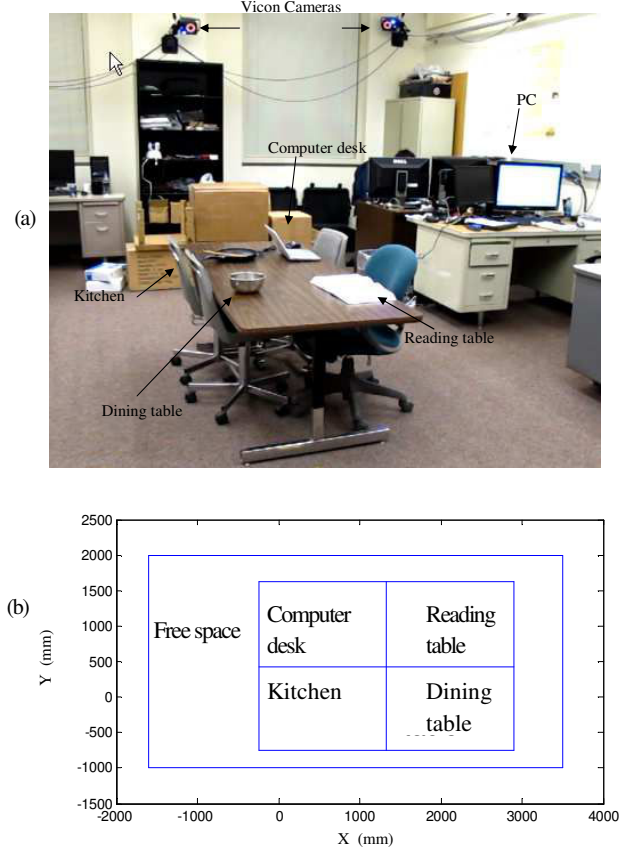 Vicon Cameras
PC
Computer desk
(a)
Kitchen
Reading table
Dining table
(b)
2500
2000
1500
1000
500
0
-500
-1000
-1500
Y (mm)
Free space
Computer
desk
Reading
table
Kitchen
Dining
table
-2000
-1000
0
1000
2000
3000
4000
X (mm)